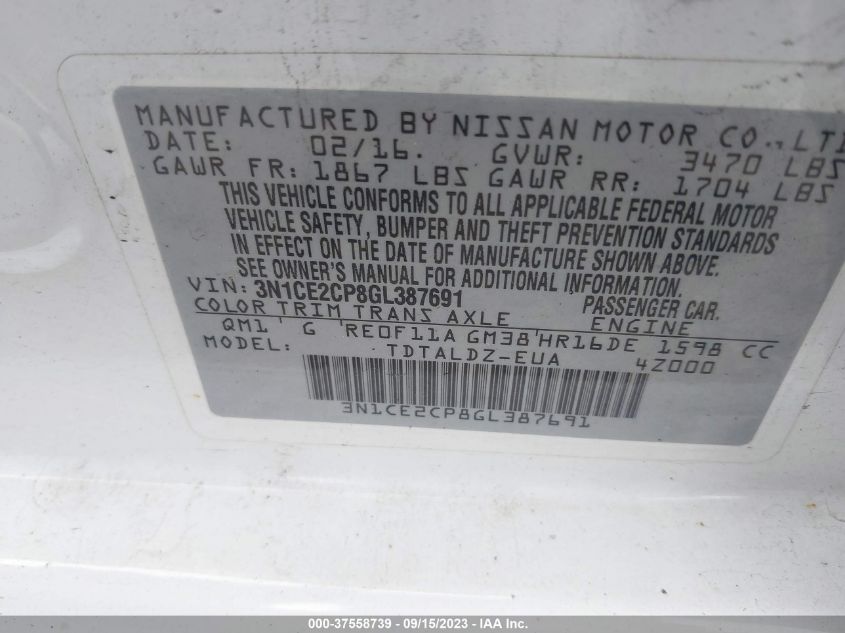 MANUFACTURED BY NISSAN MOTOR CO., LTD
DATE: 02/16. GVWR: 3470 LBS
GAWR FR: 1867 LBS GAWR RR: 1704 LBS
THIS VEHICLE CONFORMS TO ALL APPLICABLE FEDERAL MOTOR
VEHICLE SAFETY, BUMPER AND THEFT PREVENTION STANDARDS
IN EFFECT ON THE DATE OF MANUFACTURE SHOWN ABOVE.
SEE OWNER'S MANUAL FOR ADDITIONAL INFORMATION.
VIN: 3N1CE2CP8GL387691 PASSENGER CAR.
COLOR TRIM TRANS AXLE ENGINE
QM1 ' G 'RE0F11A GM38'HR16DE 1598 CC
MODEL: TDTALDZ-EUA 4Z000
3N1CE2CP8GL387691
000-37558739 - 09/15/2023 - IAA Inc.